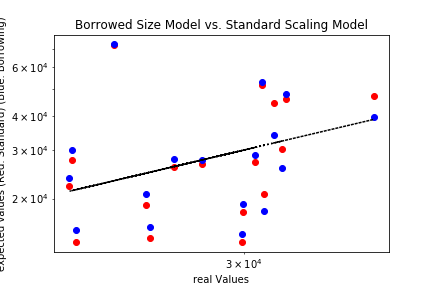 Borrowed Size Model vs. Standard Scaling Model
expected Values (Red: Standard) (Blue: Borrowing)
6 × 10⁴
4 × 10⁴
3 × 10⁴
2 × 10⁴
3 × 10⁴
real Values